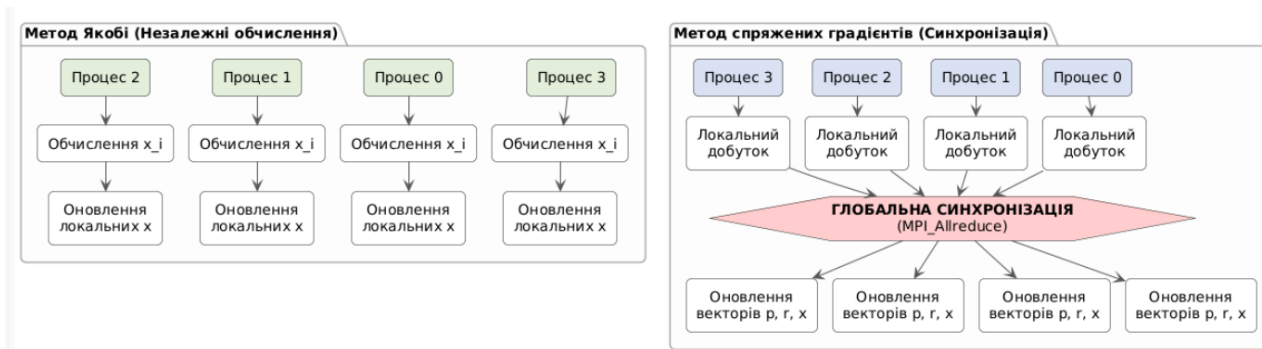 Метод Якобі (Незалежні обчислення)
Процес 2
Процес 1
Процес 0
Процес 3
Обчислення x_i
Обчислення x_i
Обчислення x_i
Обчислення x_i
Оновлення
локальних x
Оновлення
локальних x
Оновлення
локальних x
Оновлення
локальних x
Метод спряжених градієнтів (Синхронізація)
Процес 3
Процес 2
Процес 1
Процес 0
Локальний
добуток
Локальний
добуток
Локальний
добуток
Локальний
добуток
ГЛОБАЛЬНА СИНХРОНІЗАЦІЯ
(MPI_Allreduce)
Оновлення
векторів p, r, x
Оновлення
векторів p, r, x
Оновлення
векторів p, r, x
Оновлення
векторів p, r, x